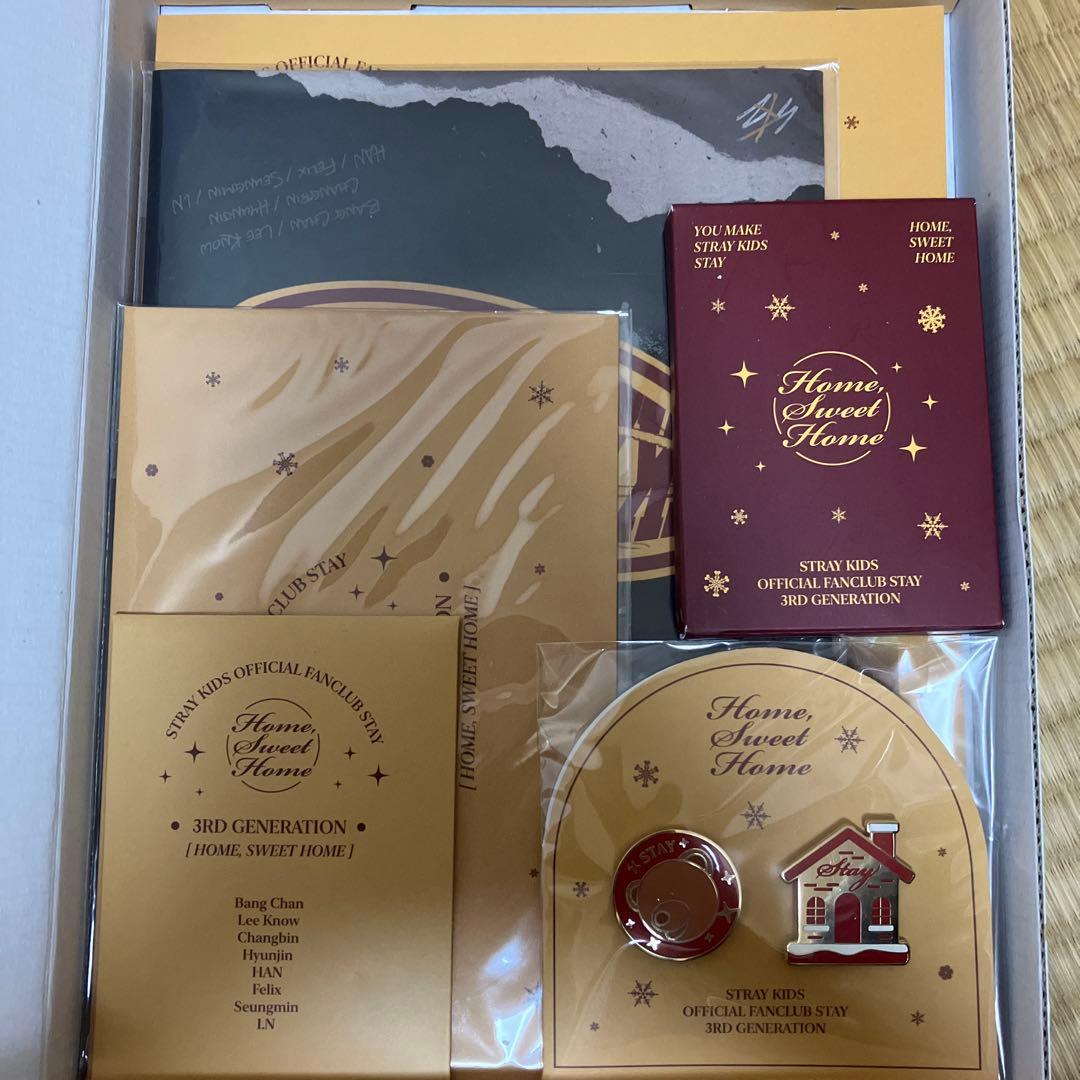 S OFFICIAL FA
HAN / FELIX / SEUNGMIN / I.N
CHANGBIN / HYUNJIN
BANG CHAN / LEE KNOW
YOU MAKE
STRAY KIDS
STAY
HOME,
SWEET
HOME
Home,
Sweet
Home
STRAY KIDS
OFFICIAL FANCLUB STAY
3RD GENERATION
CLUB STAY
ON
[HOME, SWEET HOME]
STRAY KIDS OFFICIAL FANCLUB STAY
Home,
Sweet
Home
3RD GENERATION
[ HOME, SWEET HOME ]
Bang Chan
Lee Know
Changbin
Hyunjin
HAN
Felix
Seungmin
I.N
Home,
Sweet
Home
STAY
Stay
STRAY KIDS
OFFICIAL FANCLUB STAY
3RD GENERATION